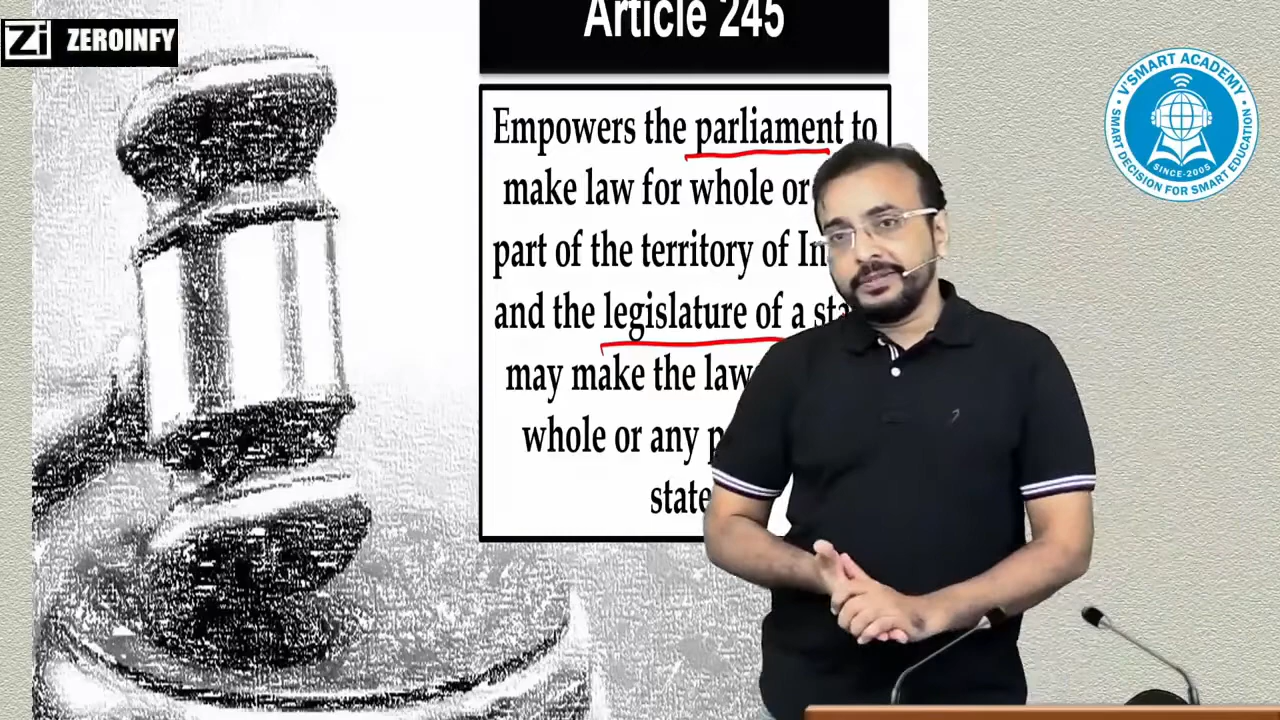 Zi ZEROINFY
Article 245
Empowers the parliament to
make law for whole or
part of the territory of
and the legislature of a
may make the law
whole or any
state
V'SMART ACADEMY
SINCE-2005
SMART DECISION FOR SMART EDUCATION